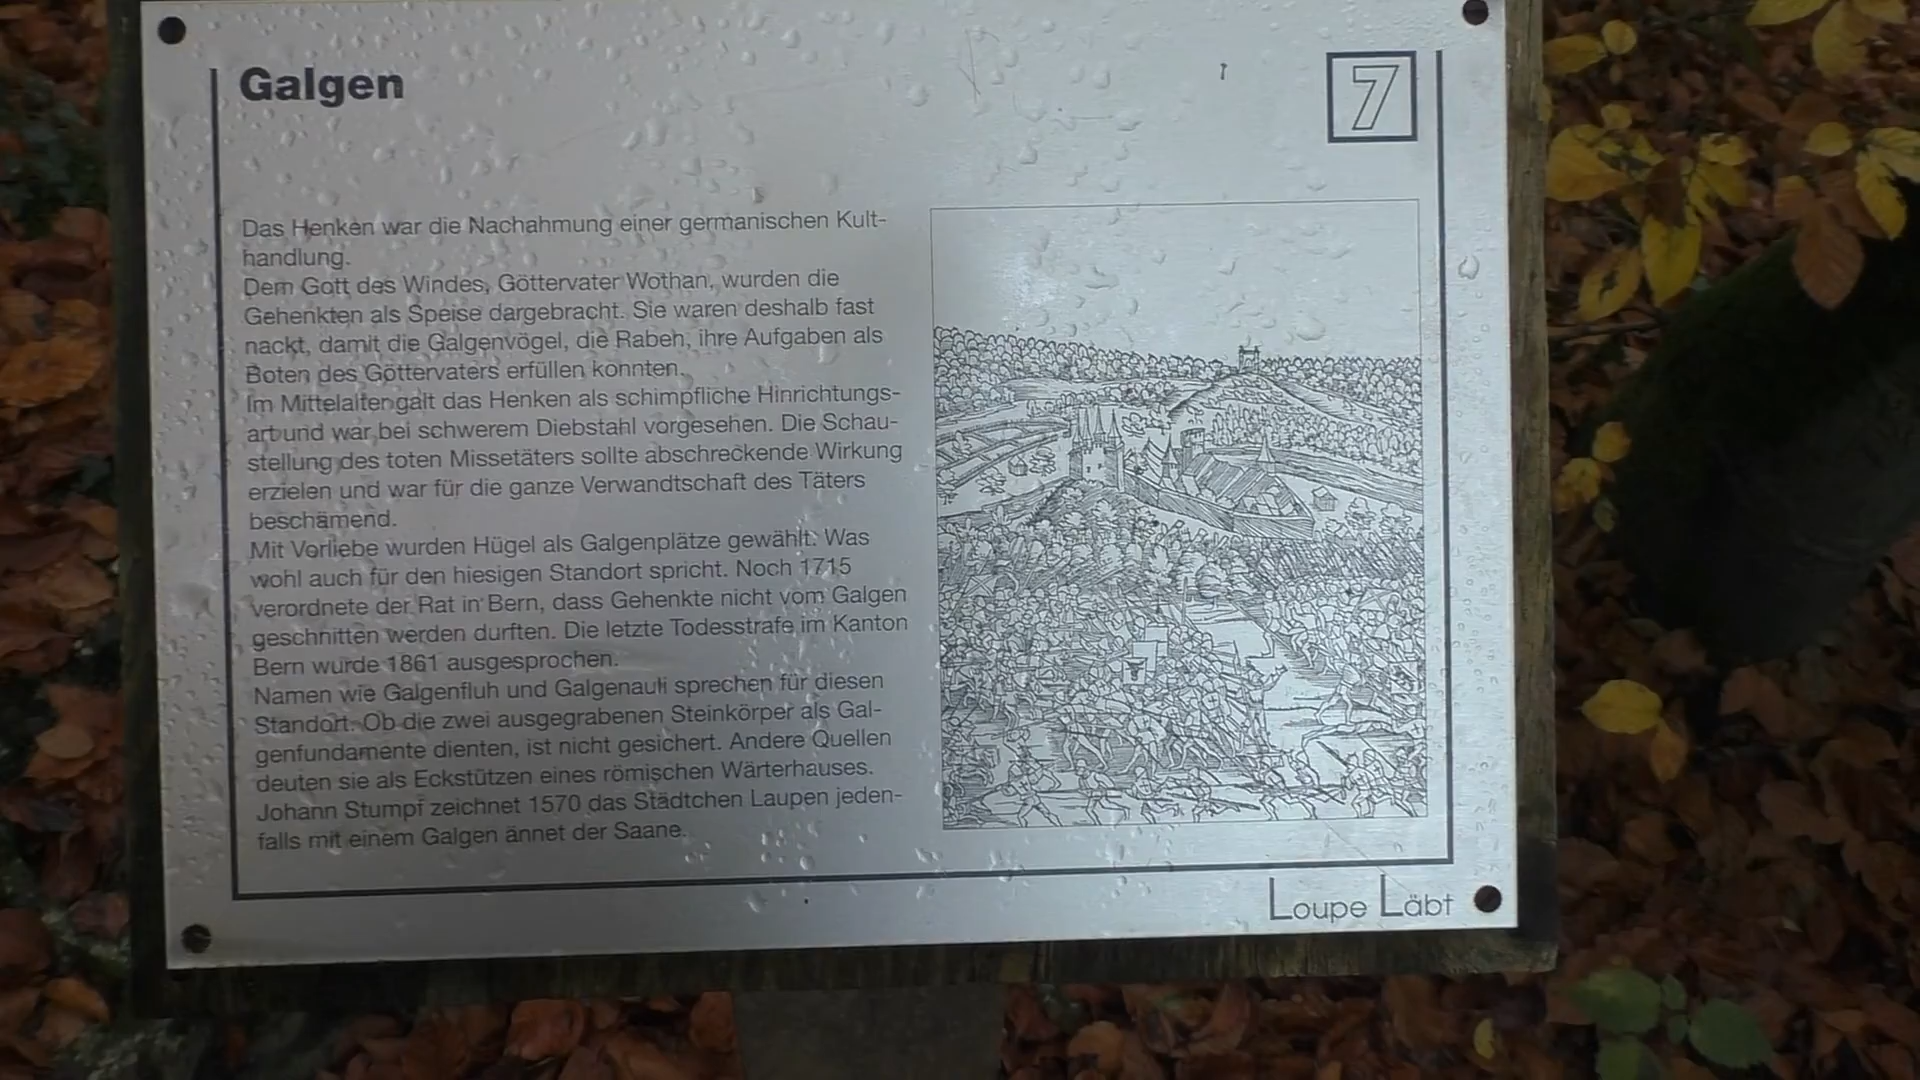 Galgen
7
Das Henken war die Nachahmung einer germanischen Kult-
handlung.
Dem Gott des Windes, Göttervater Wothan, wurden die
Gehenkten als Speise dargebracht. Sie waren deshalb fast
nackt, damit die Galgenvögel, die Raben, ihre Aufgaben als
Boten des Göttervaters erfüllen konnten.
Im Mittelalter galt das Henken als schimpfliche Hinrichtungs-
art und war bei schwerem Diebstahl vorgesehen. Die Schau-
stellung des toten Missetäters sollte abschreckende Wirkung
erzielen und war für die ganze Verwandtschaft des Täters
beschämend.
Mit Vorliebe wurden Hügel als Galgenplätze gewählt. Was
wohl auch für den hiesigen Standort spricht. Noch 1715
verordnete der Rat in Bern, dass Gehenkte nicht vom Galgen
geschnitten werden durften. Die letzte Todesstrafe im Kanton
Bern wurde 1861 ausgesprochen.
Namen wie Galgenfluh und Galgenauli sprechen für diesen
Standort. Ob die zwei ausgegrabenen Steinkörper als Gal-
genfundamente dienten, ist nicht gesichert. Andere Quellen
deuten sie als Eckstützen eines römischen Wärterhauses.
Johann Stumpf zeichnet 1570 das Städtchen Laupen jeden-
falls mit einem Galgen ännet der Saane.
Loupe Läbt